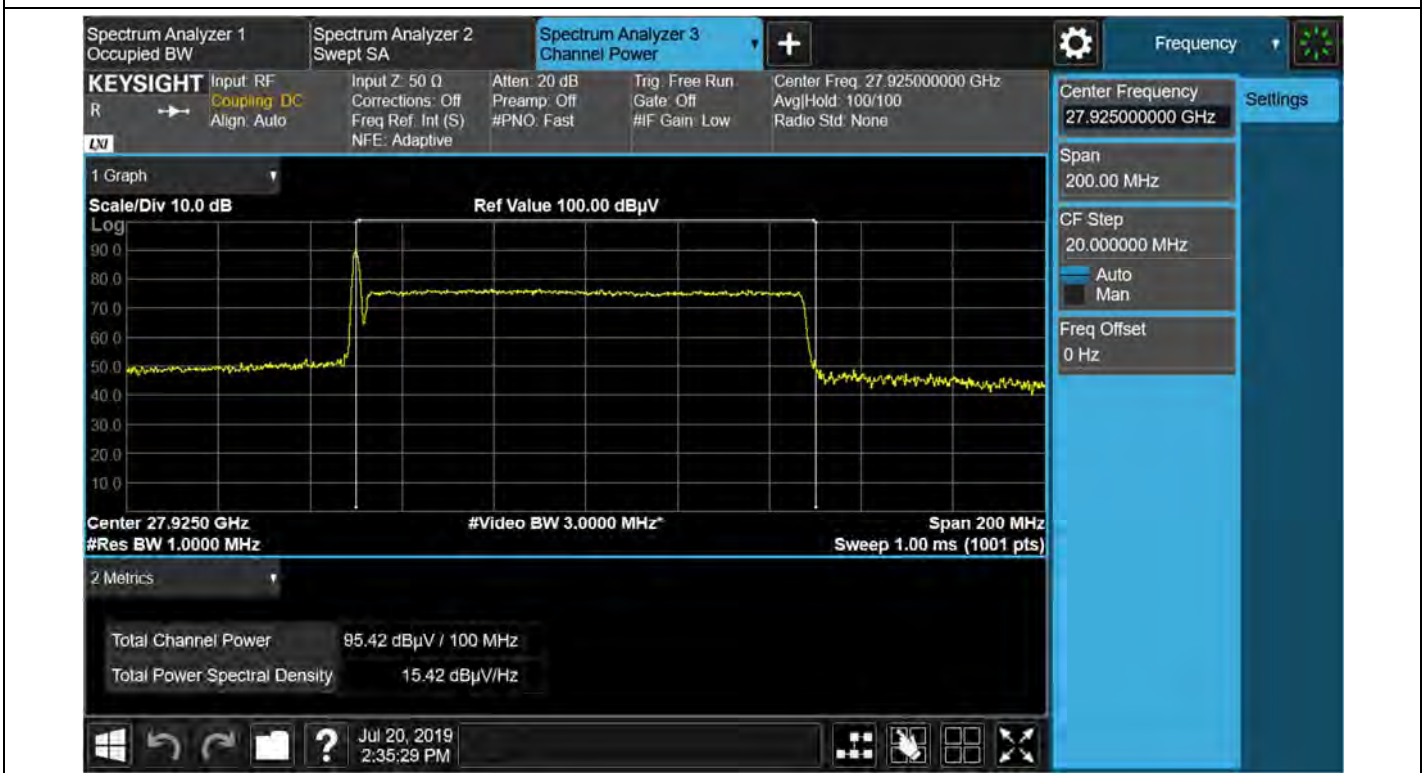 Spectrum Analyzer 1
Occupied BW
Spectrum Analyzer 2
Swept SA
Spectrum Analyzer 3
Channel Power
Frequency
KEYSIGHT
R
LXI
Input: RF
Coupling: DC
Align: Auto
Input Z: 50 Ω
Corrections: Off
Freq Ref: Int (S)
NFE: Adaptive
Atten: 20 dB
Preamp: Off
#PNO: Fast
Trig: Free Run
Gate: Off
#IF Gain: Low
Center Freq: 27.925000000 GHz
Avg|Hold: 100/100
Radio Std: None
Center Frequency
27.925000000 GHz
Settings
Span
200.00 MHz
CF Step
20.000000 MHz
Auto
Man
Freq Offset
0 Hz
1 Graph
Scale/Div 10.0 dB
Ref Value 100.00 dBµV
Log
90.0
80.0
70.0
60.0
50.0
40.0
30.0
20.0
10.0
Center 27.9250 GHz
#Video BW 3.0000 MHz*
Span 200 MHz
#Res BW 1.0000 MHz
Sweep 1.00 ms (1001 pts)
2 Metrics
Total Channel Power
95.42 dBµV / 100 MHz
Total Power Spectral Density
15.42 dBµV/Hz
?
Jul 20, 2019
2:35:29 PM